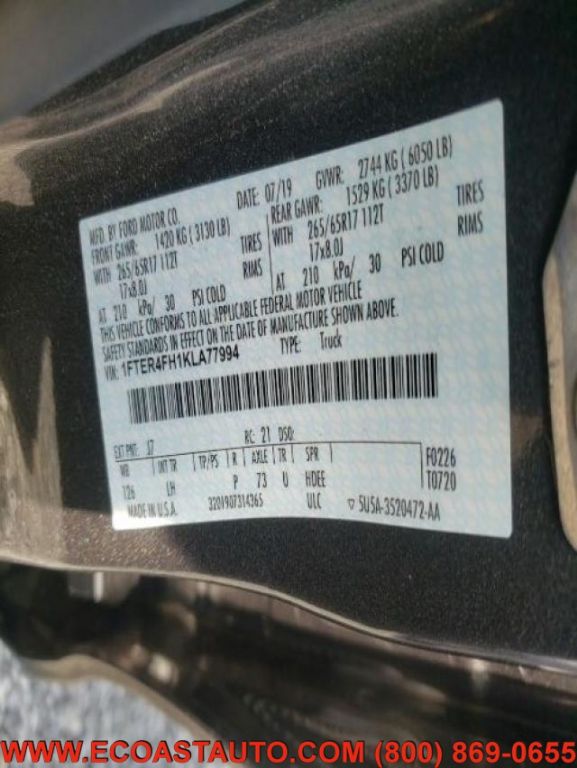 MFD. BY FORD MOTOR CO.
DATE: 07/19 GVWR: 2744 KG ( 6050 LB)
FRONT GAWR: 1420 KG ( 3130 LB) REAR GAWR: 1529 KG ( 3370 LB)
WITH 265/65R17 112T TIRES WITH 265/65R17 112T TIRES
17x8.0J RIMS 17x8.0J RIMS
AT 210 kPa/ 30 PSI COLD AT 210 kPa/ 30 PSI COLD
THIS VEHICLE CONFORMS TO ALL APPLICABLE FEDERAL MOTOR VEHICLE
SAFETY STANDARDS IN EFFECT ON THE DATE OF MANUFACTURE SHOWN ABOVE.
VIN: 1FTER4FH1KLA77994 TYPE: Truck
EXT PNT: J7 RC: 21 DSO: F0226
WB INT TR TP/PS R AXLE TR SPR T0720
126 LH P 73 U HDEE
MADE IN U.S.A. 3201907314365 ULC ▽ 5U5A-3520472-AA
WWW.ECOASTAUTO.COM (800) 869-0655